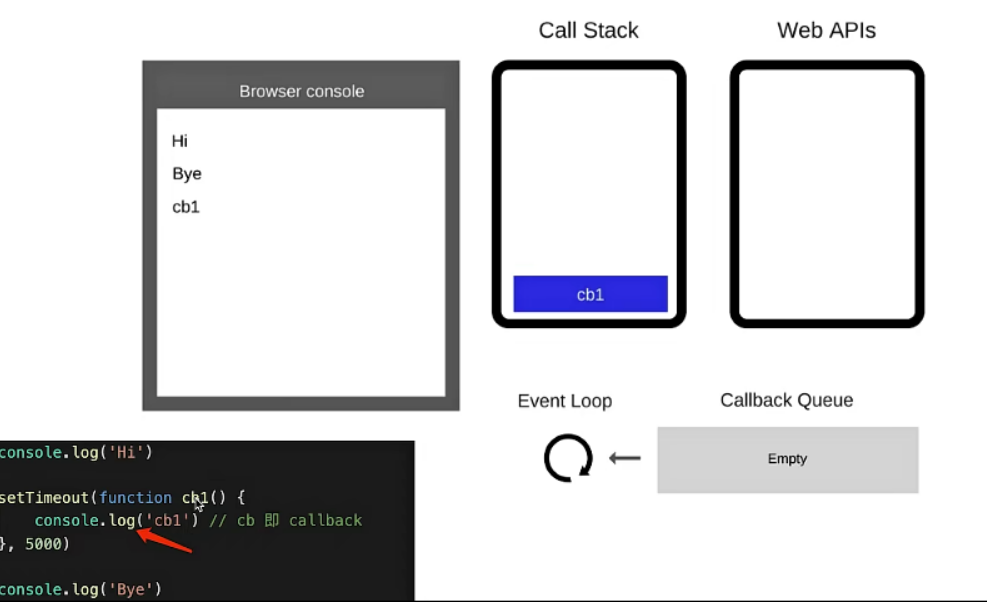 Call Stack
Web APIs
Browser console
Hi
Bye
cb1
cb1
Event Loop
Callback Queue
Empty
console.log('Hi')
setTimeout(function cb1() {
console.log('cb1') // cb 即 callback
}, 5000)
console.log('Bye')